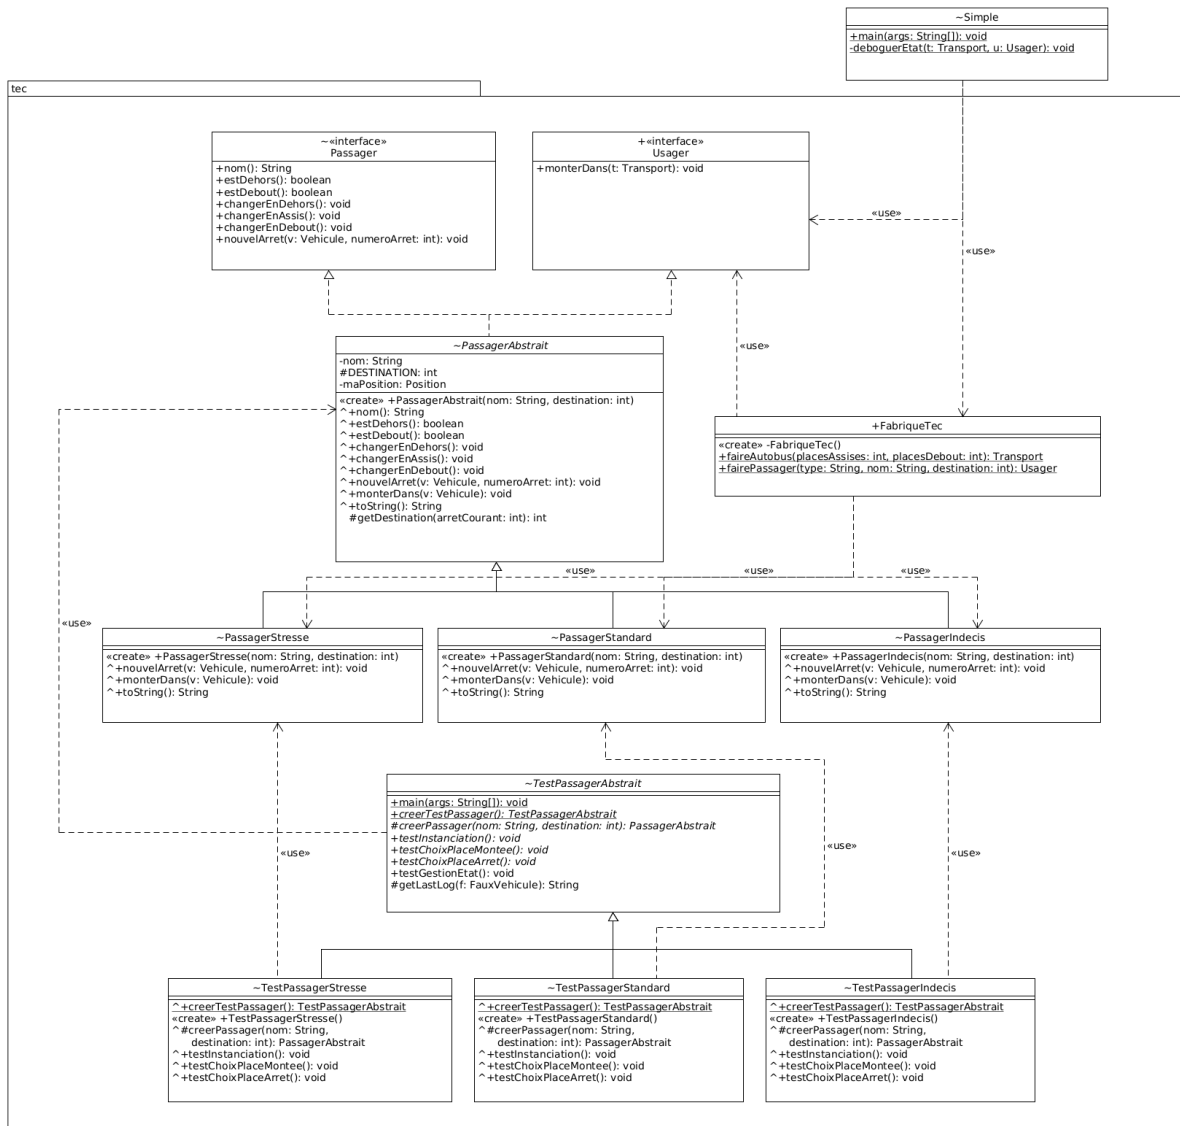 ~Simple
+main(args: String[]): void
-deboguerEtat(t: Transport, u: Usager): void
tec
~«interface»
Passager
+nom(): String
+estDehors(): boolean
+estDebout(): boolean
+changerEnDehors(): void
+changerEnAssis(): void
+changerEnDebout(): void
+nouvelArret(v: Vehicule, numeroArret: int): void
+«interface»
Usager
+monterDans(t: Transport): void
«use»
«use»
«use»
~PassagerAbstrait
-nom: String
#DESTINATION: int
-maPosition: Position
«create» +PassagerAbstrait(nom: String, destination: int)
^+nom(): String
^+estDehors(): boolean
^+estDebout(): boolean
^+changerEnDehors(): void
^+changerEnAssis(): void
^+changerEnDebout(): void
^+nouvelArret(v: Vehicule, numeroArret: int): void
^+monterDans(v: Vehicule): void
^+toString(): String
#getDestination(arretCourant: int): int
+FabriqueTec
«create» -FabriqueTec()
+faireAutobus(placesAssises: int, placesDebout: int): Transport
+fairePassager(type: String, nom: String, destination: int): Usager
«use»
«use»
«use»
«use»
~PassagerStresse
«create» +PassagerStresse(nom: String, destination: int)
^+nouvelArret(v: Vehicule, numeroArret: int): void
^+monterDans(v: Vehicule): void
^+toString(): String
~PassagerStandard
«create» +PassagerStandard(nom: String, destination: int)
^+nouvelArret(v: Vehicule, numeroArret: int): void
^+monterDans(v: Vehicule): void
^+toString(): String
~PassagerIndecis
«create» +PassagerIndecis(nom: String, destination: int)
^+nouvelArret(v: Vehicule, numeroArret: int): void
^+monterDans(v: Vehicule): void
^+toString(): String
~TestPassagerAbstrait
+main(args: String[]): void
+creerTestPassager(): TestPassagerAbstrait
#creerPassager(nom: String, destination: int): PassagerAbstrait
+testInstanciation(): void
+testChoixPlaceMontee(): void
+testChoixPlaceArret(): void
+testGestionEtat(): void
#getLastLog(f: FauxVehicule): String
«use»
«use»
«use»
~TestPassagerStresse
^+creerTestPassager(): TestPassagerAbstrait
«create» +TestPassagerStresse()
^#creerPassager(nom: String,
destination: int): PassagerAbstrait
^+testInstanciation(): void
^+testChoixPlaceMontee(): void
^+testChoixPlaceArret(): void
~TestPassagerStandard
^+creerTestPassager(): TestPassagerAbstrait
«create» +TestPassagerStandard()
^#creerPassager(nom: String,
destination: int): PassagerAbstrait
^+testInstanciation(): void
^+testChoixPlaceMontee(): void
^+testChoixPlaceArret(): void
~TestPassagerIndecis
^+creerTestPassager(): TestPassagerAbstrait
«create» +TestPassagerIndecis()
^#creerPassager(nom: String,
destination: int): PassagerAbstrait
^+testInstanciation(): void
^+testChoixPlaceMontee(): void
^+testChoixPlaceArret(): void